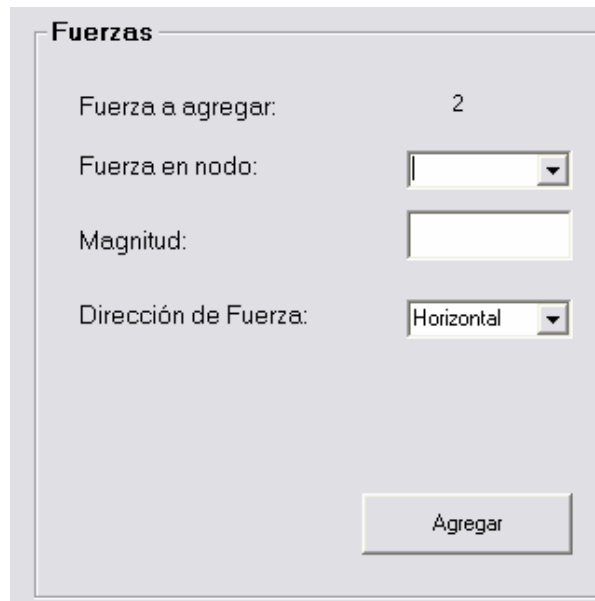 Fuerzas
Fuerza a agregar: 2
Fuerza en nodo:
Magnitud:
Dirección de Fuerza: Horizontal
Agregar